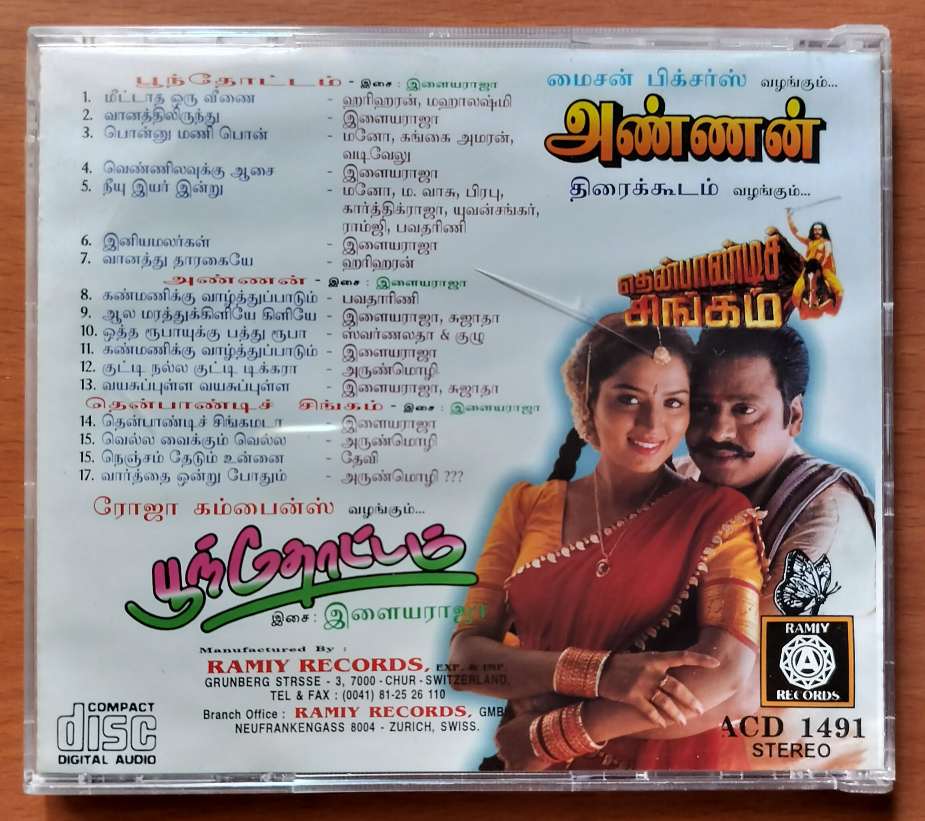 பூந்தோட்டம் - இசை : இளையராஜா
1. மீட்டாத ஒரு வீணை - ஹரிஹரன், மஹாலஷ்மி
2. வானத்திலிருந்து - இளையராஜா
3. பொன்னு மணி பொன் - மனோ, கங்கை அமரன்,
வடிவேலு
4. வெண்ணிலவுக்கு ஆசை - இளையராஜா
5. நீயு இயர் இன்று - மனோ, ம. வாசு, பிரபு,
கார்த்திக்ராஜா, யுவன்சங்கர்,
ராம்ஜி, பவதரிணி
6. இனியமலர்கள் - இளையராஜா
7. வானத்து தாரகையே - ஹரிஹரன்
அண்ணன் - இசை : இளையராஜா
8. கண்மணிக்கு வாழ்த்துப்பாடும் - பவதாரிணி
9. ஆல மரத்துக்கிளியே கிளியே - இளையராஜா, சுஜாதா
10. ஒத்த ரூபாயுக்கு பத்து ரூபா - ஸ்வர்ணலதா & குழு
11. கண்மணிக்கு வாழ்த்துப்பாடும் - இளையராஜா
12. குட்டி நல்ல குட்டி டிக்கரா - அருண்மொழி
13. வயசுப்புள்ள வயசுப்புள்ள - இளையராஜா, சுஜாதா
தென்பாண்டிச் சிங்கம் - இசை : இளையராஜா
14. தென்பாண்டிச் சிங்கமடா - இளையராஜா
15. வெல்ல வைக்கும் வெல்ல - அருண்மொழி
15. நெஞ்சம் தேடும் உன்னை - தேவி
17. வார்த்தை ஒன்று போதும் - அருண்மொழி ???
ரோஜா கம்பைன்ஸ் வழங்கும்...
பூந்தோட்டம்
இசை : இளையராஜா
மைசன் பிக்சர்ஸ் வழங்கும்...
அண்ணன்
திரைக்கூடம் வழங்கும்...
தென்பாண்டிச்
சிங்கம்
Manufactured By :
RAMIY RECORDS, EXP. & IMP.
GRUNBERG STRSSE - 3, 7000 - CHUR - SWITZERLAND,
TEL & FAX : (0041) 81-25 26 110
Branch Office : RAMIY RECORDS, GMB
NEUFRANKENGASS 8004 - ZURICH, SWISS.
COMPACT
disc
DIGITAL AUDIO
RAMIY
A
RECORDS
ACD 1491
STEREO